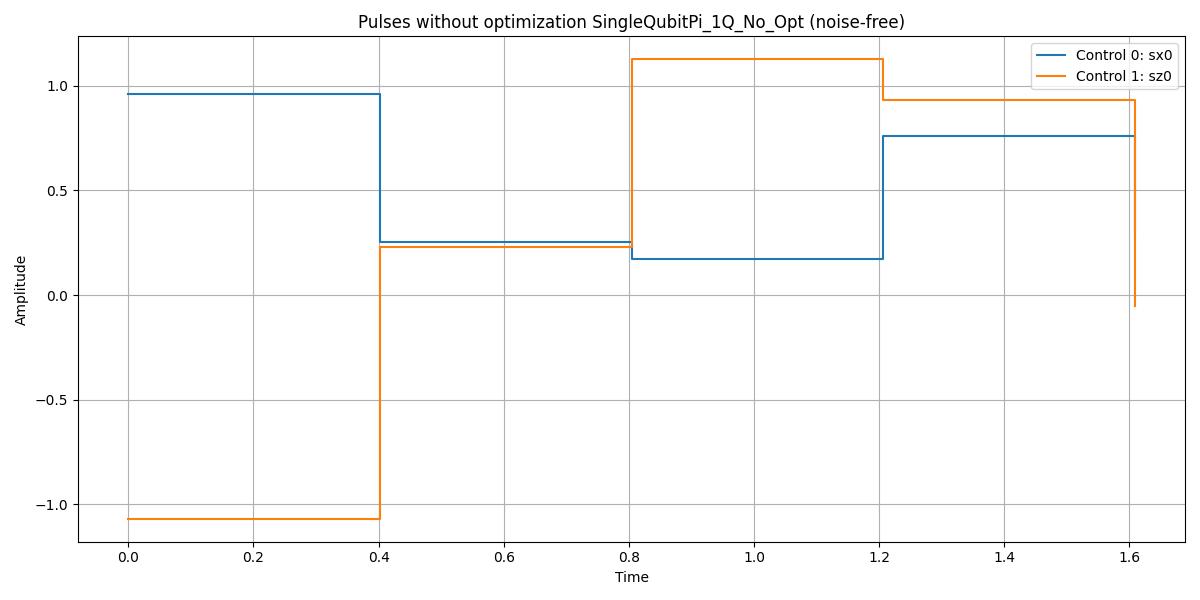 Pulses without optimization SingleQubitPi_1Q_No_Opt (noise-free)
Control 0: sx0
Control 1: sz0
Amplitude
1.0
0.5
0.0
−0.5
−1.0
0.0 0.2 0.4 0.6 0.8 1.0 1.2 1.4 1.6
Time